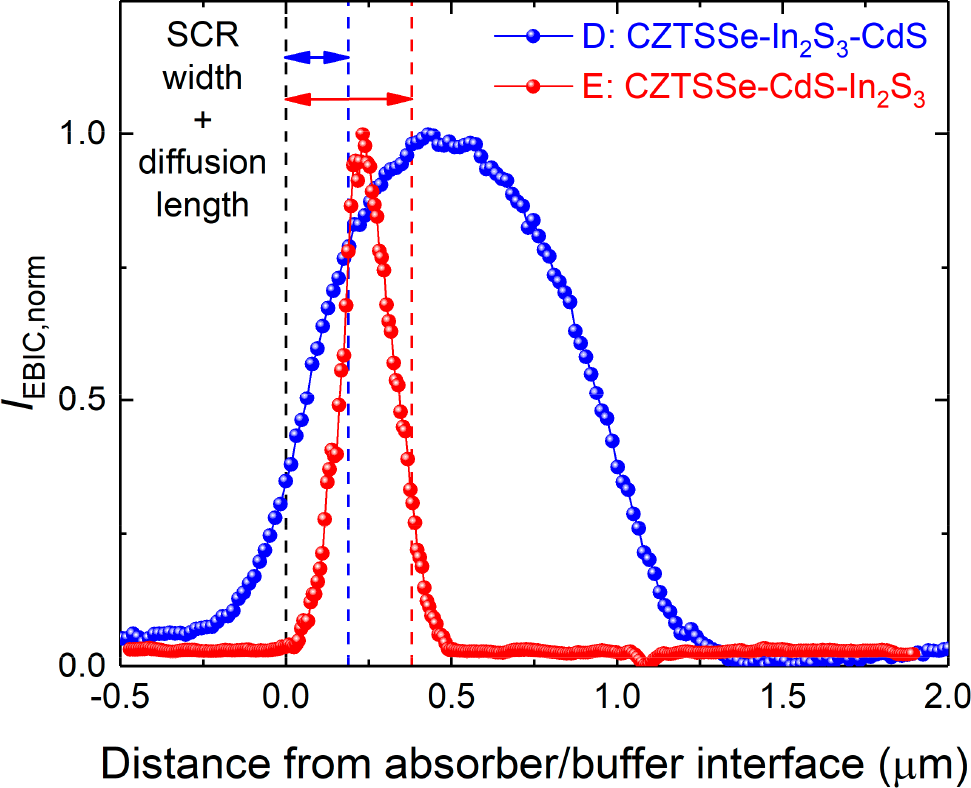 SCR
width
+
diffusion
length
D: CZTSSe-In₂S₃-CdS
E: CZTSSe-CdS-In₂S₃
1.0
0.5
0.0
I_EBIC,norm
-0.5 0.0 0.5 1.0 1.5 2.0
Distance from absorber/buffer interface (μm)